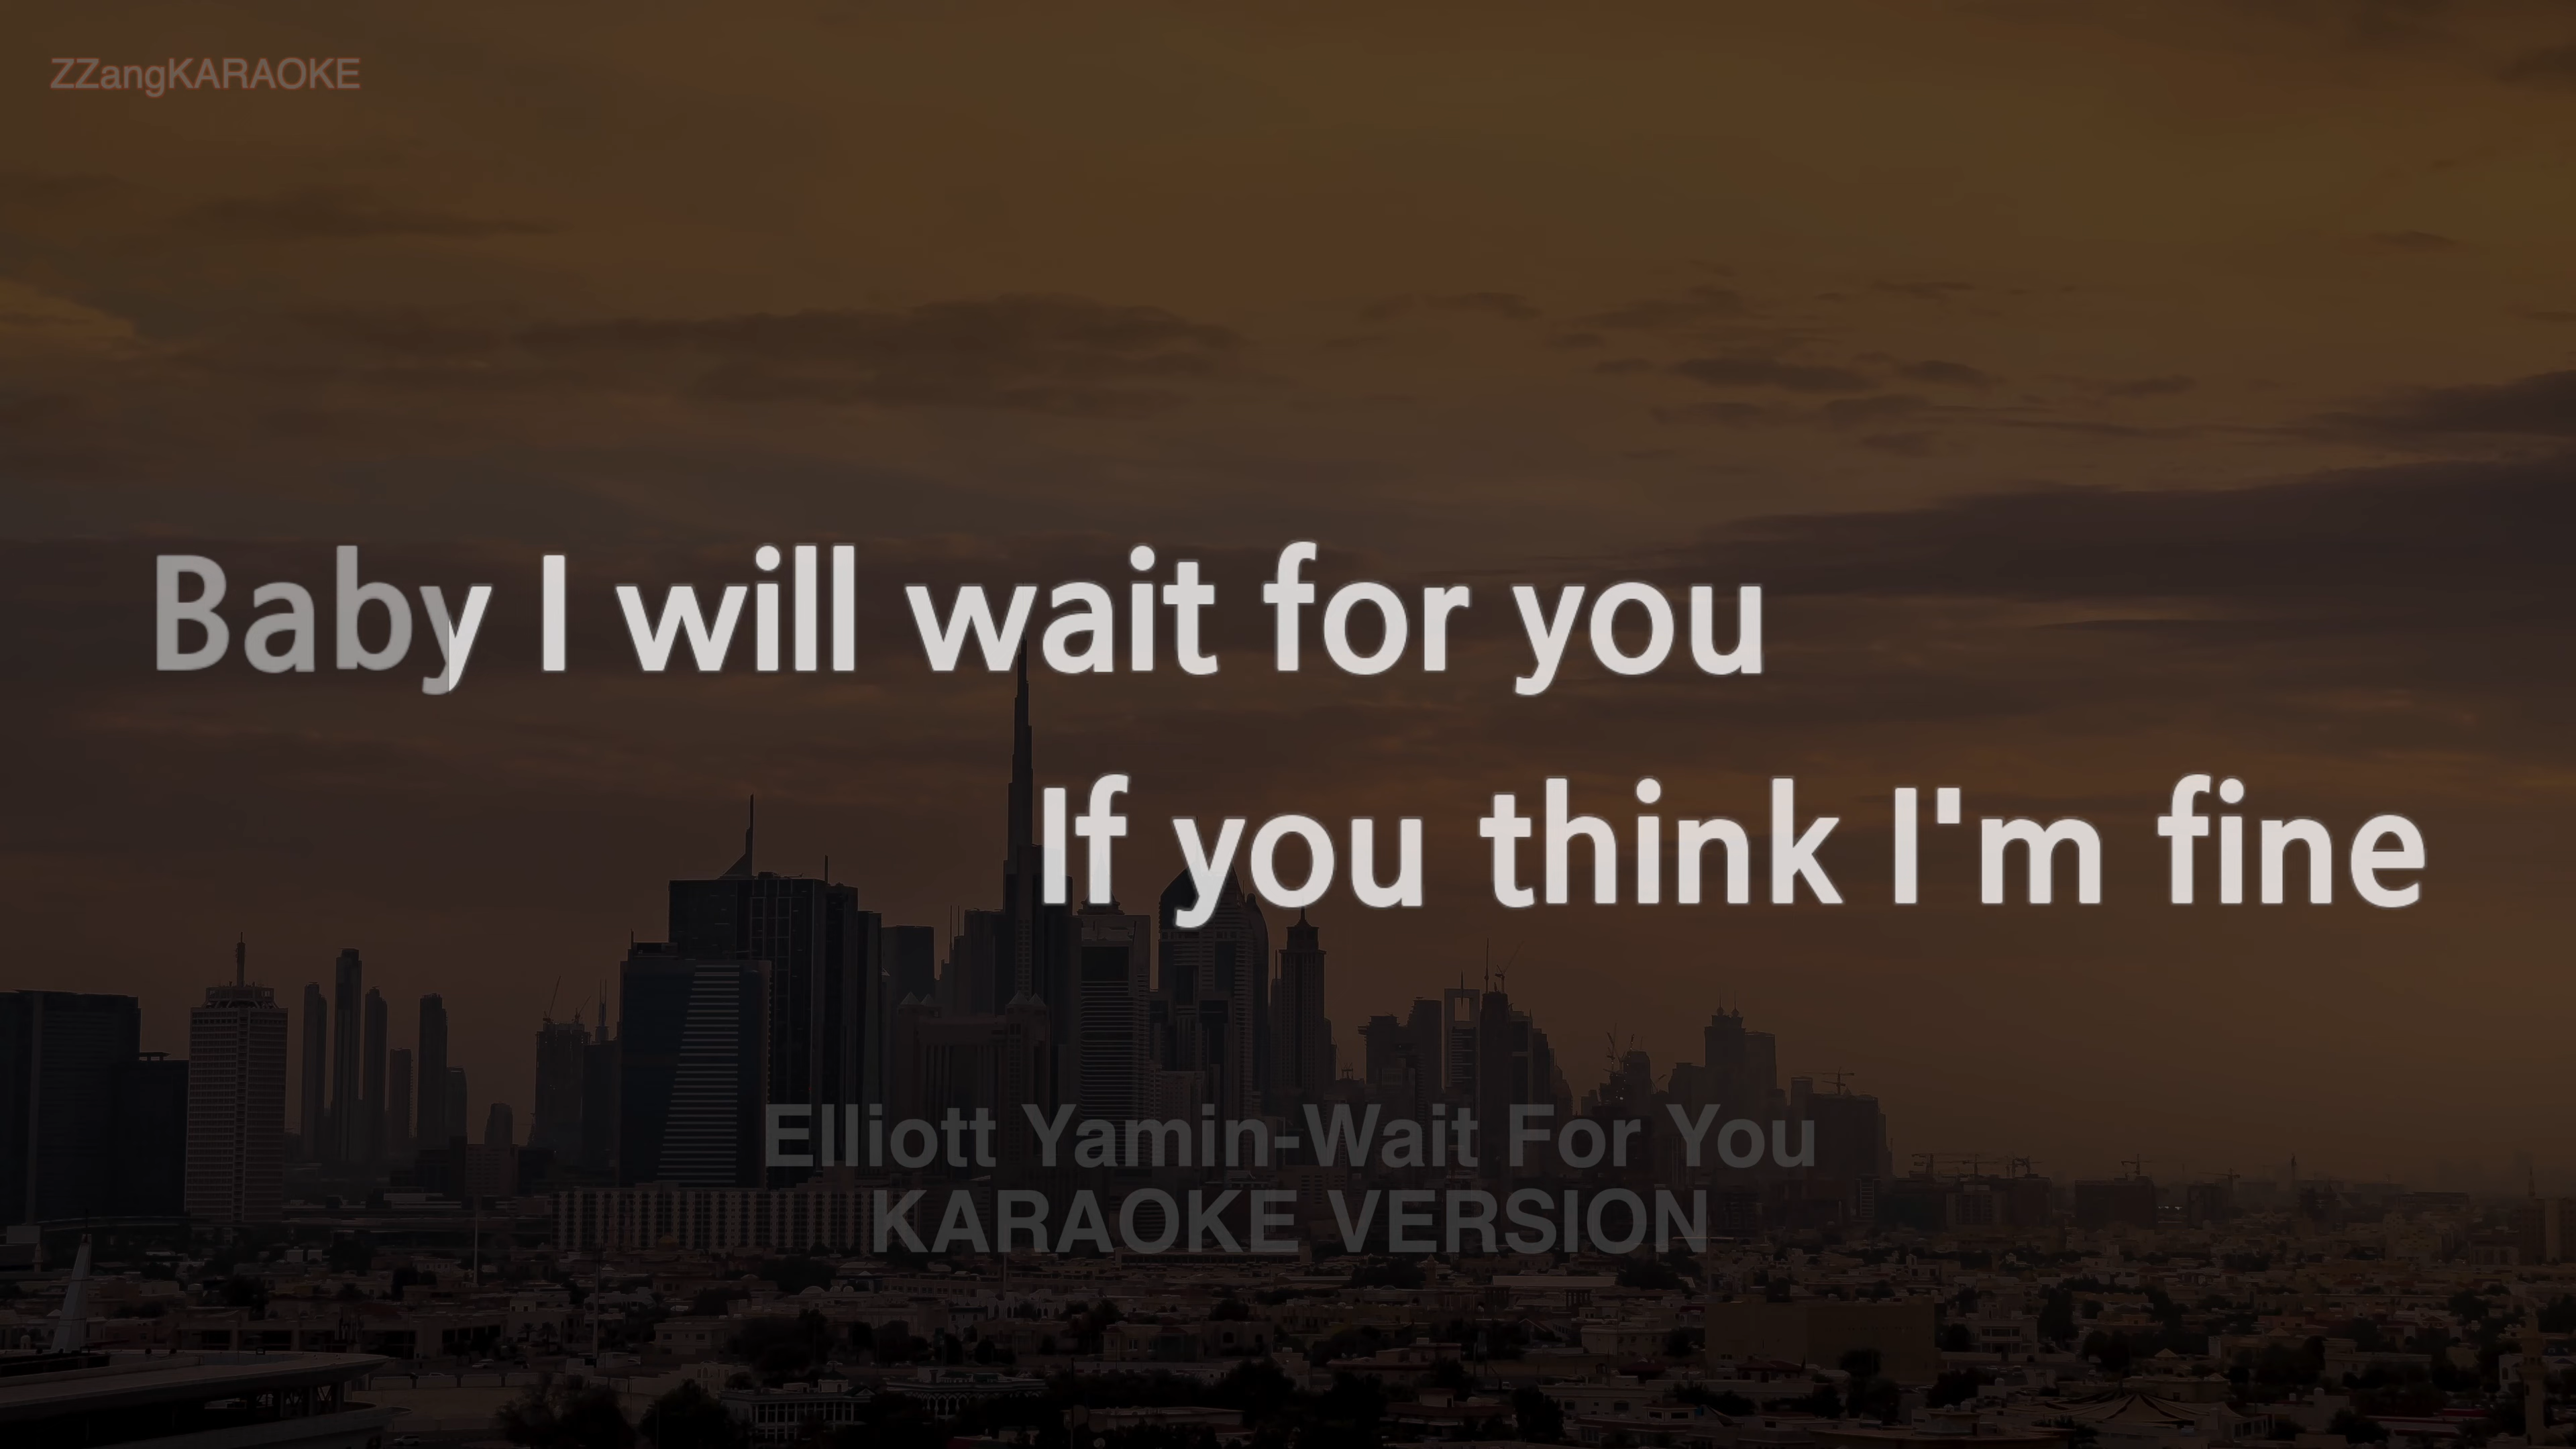 ZZangKARAOKE
Baby I will wait for you
If you think I'm fine
Elliott Yamin-Wait For You
KARAOKE VERSION